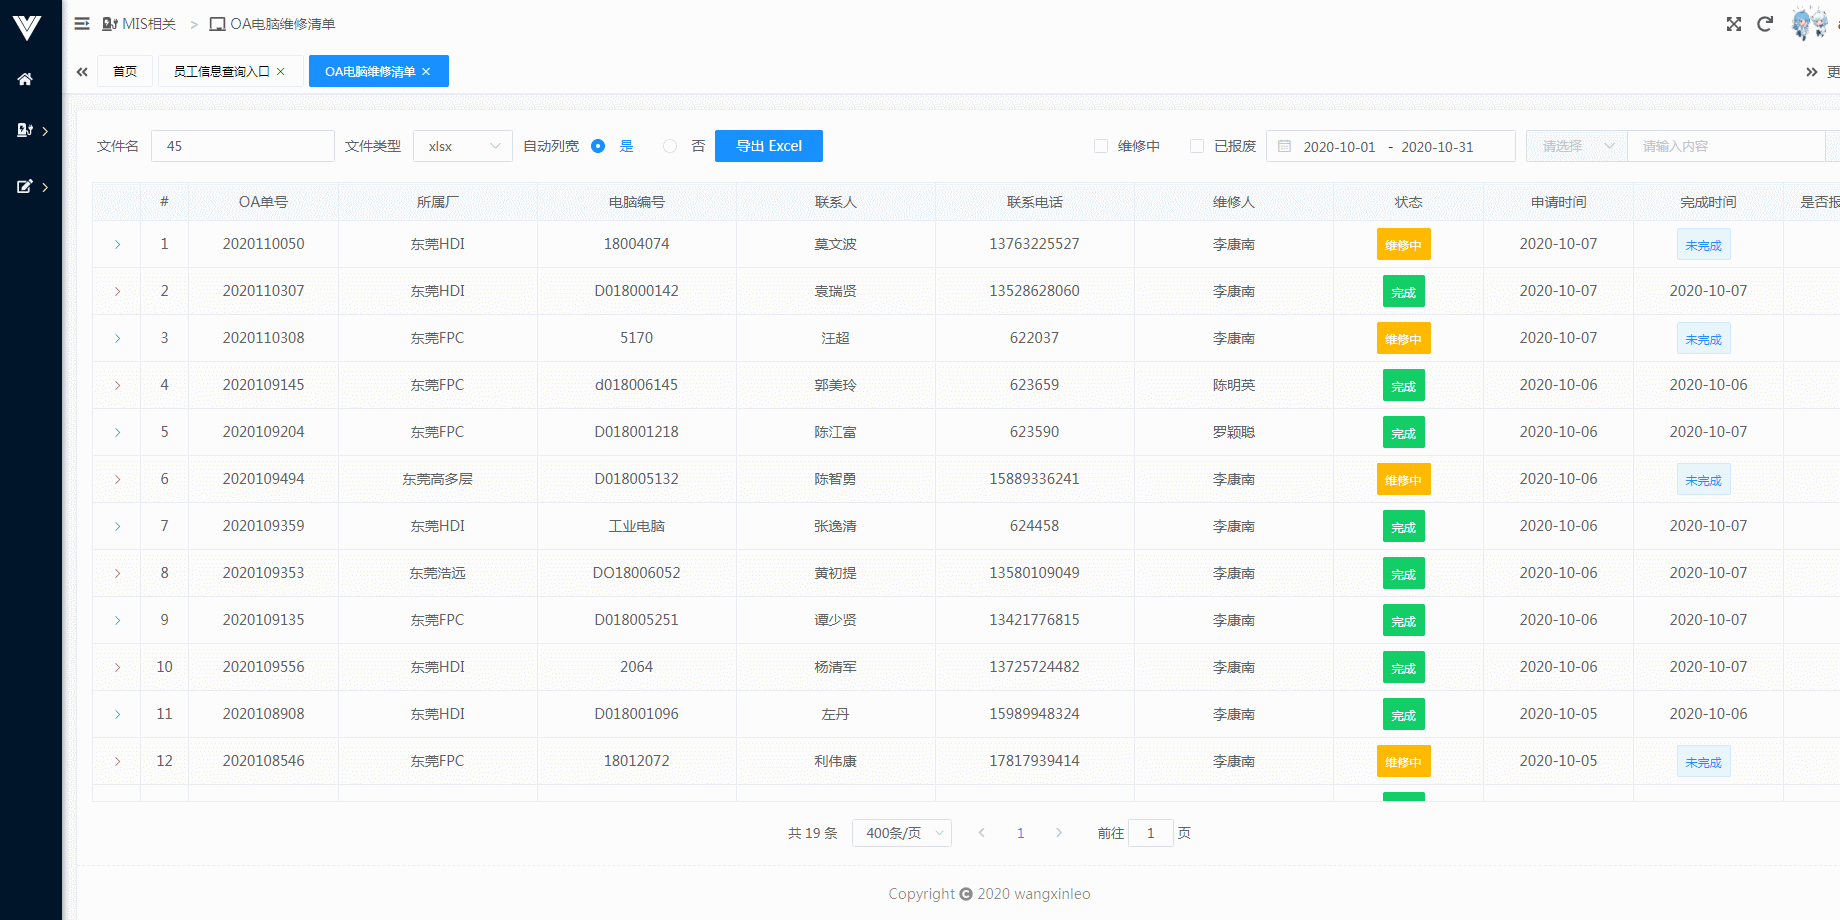 MIS相关 > OA电脑维修清单
首页 员工信息查询入口 × OA电脑维修清单 × 更
文件名 45 文件类型 xlsx 自动列宽 是 否 导出 Excel 维修中 已报废 2020-10-01 - 2020-10-31 请选择 请输入内容
# OA单号 所属厂 电脑编号 联系人 联系电话 维修人 状态 申请时间 完成时间 是否报
1 2020110050 东莞HDI 18004074 莫文波 13763225527 李康南 维修中 2020-10-07 未完成
2 2020110307 东莞HDI D018000142 袁瑞贤 13528628060 李康南 完成 2020-10-07 2020-10-07
3 2020110308 东莞FPC 5170 汪超 622037 李康南 维修中 2020-10-07 未完成
4 2020109145 东莞FPC d018006145 郭美玲 623659 陈明英 完成 2020-10-06 2020-10-06
5 2020109204 东莞FPC D018001218 陈江富 623590 罗颖聪 完成 2020-10-06 2020-10-07
6 2020109494 东莞高多层 D018005132 陈智勇 15889336241 李康南 维修中 2020-10-06 未完成
7 2020109359 东莞HDI 工业电脑 张逸清 624458 李康南 完成 2020-10-06 2020-10-07
8 2020109353 东莞浩远 DO18006052 黄初提 13580109049 李康南 完成 2020-10-06 2020-10-07
9 2020109135 东莞FPC D018005251 谭少贤 13421776815 李康南 完成 2020-10-06 2020-10-07
10 2020109556 东莞HDI 2064 杨清军 13725724482 李康南 完成 2020-10-06 2020-10-07
11 2020108908 东莞HDI D018001096 左丹 15989948324 李康南 完成 2020-10-05 2020-10-06
12 2020108546 东莞FPC 18012072 利伟康 17817939414 李康南 维修中 2020-10-05 未完成
共 19 条 400条/页 < 1 > 前往 1 页
Copyright © 2020 wangxinleo